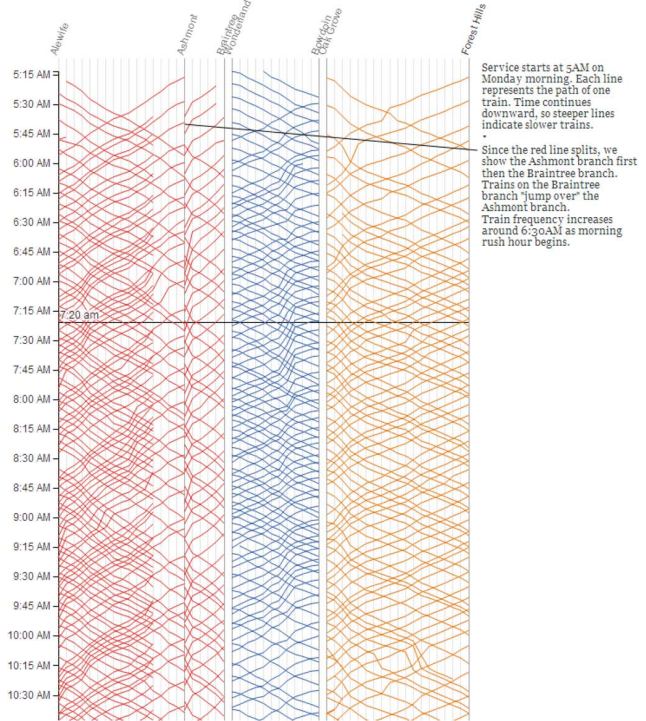 Alewife
Ashmont
Braintree
Wonderland
Bowdoin
Oak Grove
Forest Hills
5:15 AM
5:30 AM
5:45 AM
6:00 AM
6:15 AM
6:30 AM
6:45 AM
7:00 AM
7:15 AM
7:20 am
7:30 AM
7:45 AM
8:00 AM
8:15 AM
8:30 AM
8:45 AM
9:00 AM
9:15 AM
9:30 AM
9:45 AM
10:00 AM
10:15 AM
10:30 AM
Service starts at 5AM on
Monday morning. Each line
represents the path of one
train. Time continues
downward, so steeper lines
indicate slower trains.
•
Since the red line splits, we
show the Ashmont branch first
then the Braintree branch.
Trains on the Braintree
branch "jump over" the
Ashmont branch.
Train frequency increases
around 6:30AM as morning
rush hour begins.